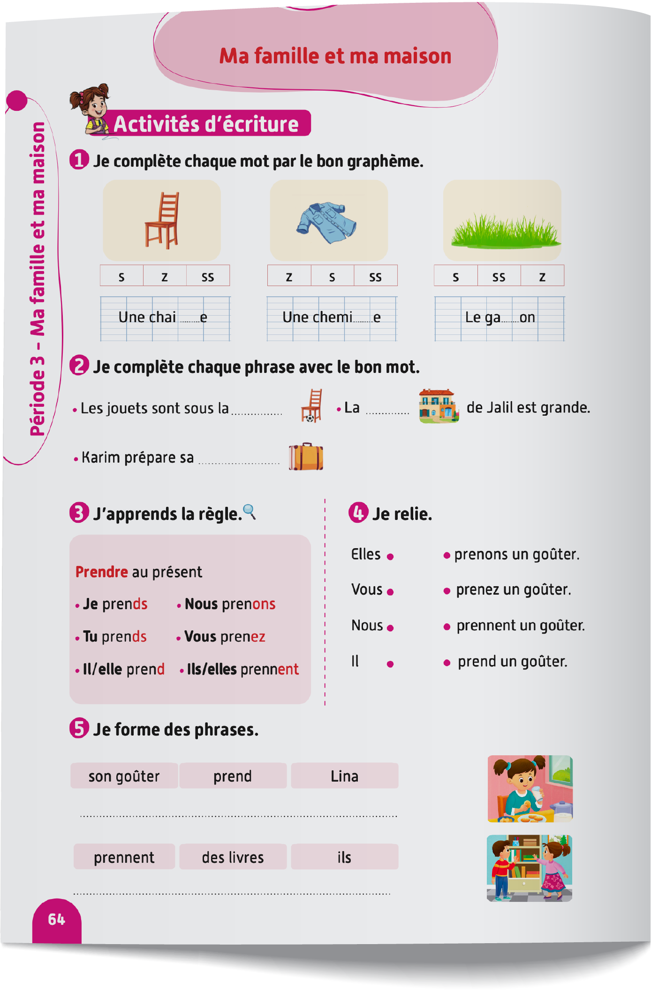 Ma famille et ma maison
Période 3 - Ma famille et ma maison
Activités d'écriture
1 Je complète chaque mot par le bon graphème.
s z ss
z s ss
s ss z
Une chai ........e
Une chemi........e
Le ga.......on
2 Je complète chaque phrase avec le bon mot.
• Les jouets sont sous la..............
• La ............. de Jalil est grande.
• Karim prépare sa ......................
3 J'apprends la règle.
Prendre au présent
• Je prends • Nous prenons
• Tu prends • Vous prenez
• Il/elle prend • Ils/elles prennent
4 Je relie.
Elles • • prenons un goûter.
Vous • • prenez un goûter.
Nous • • prennent un goûter.
Il • • prend un goûter.
5 Je forme des phrases.
son goûter prend Lina
................................................................................
prennent des livres ils
................................................................................
64